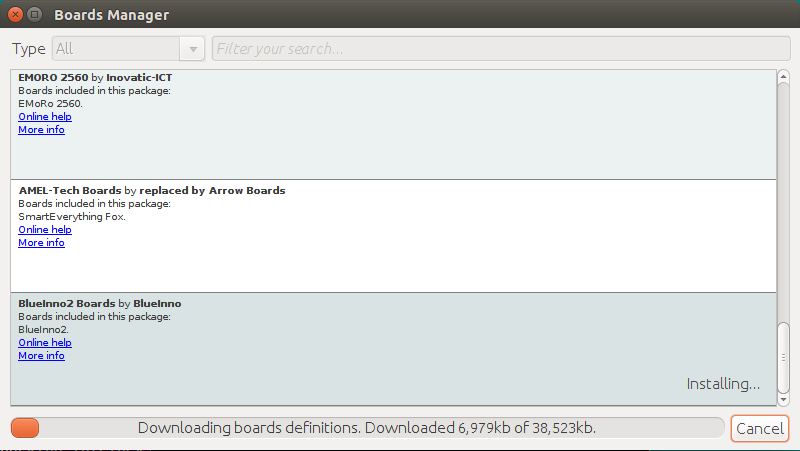 Boards Manager
Type All Filter your search...
EMORO 2560 by Inovatic-ICT
Boards included in this package:
EMoRo 2560.
Online help
More info
AMEL-Tech Boards by replaced by Arrow Boards
Boards included in this package:
SmartEverything Fox.
Online help
More info
BlueInno2 Boards by BlueInno
Boards included in this package:
BlueInno2.
Online help
More info
Installing...
Downloading boards definitions. Downloaded 6,979kb of 38,523kb.
Cancel